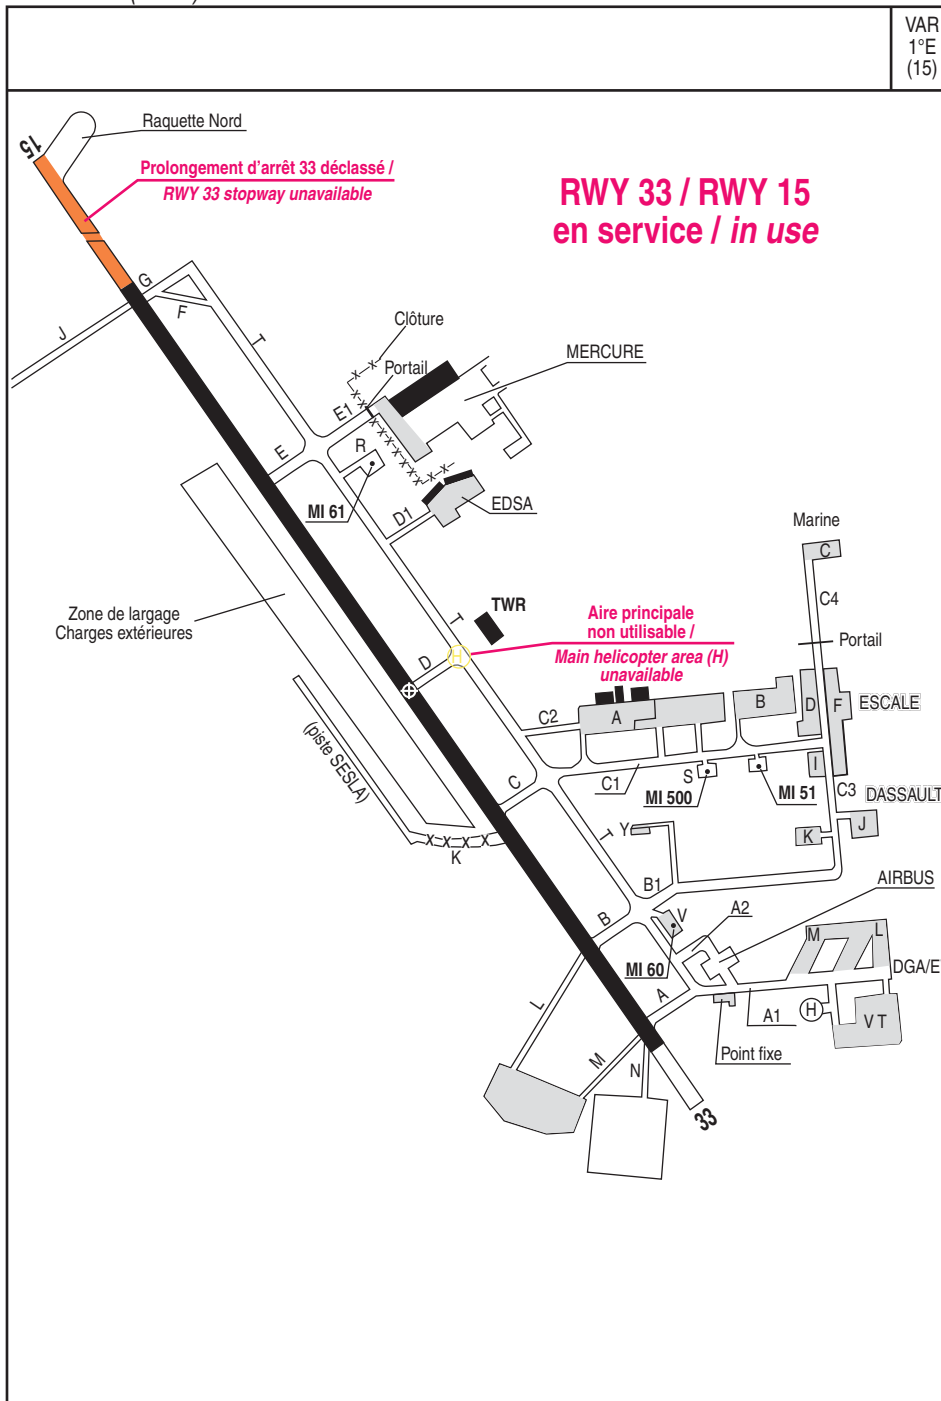 VAR
1°E
(15)
Raquette Nord
15
Prolongement d'arrêt 33 déclassé /
RWY 33 stopway unavailable
RWY 33 / RWY 15
en service / in use
G
F
J
T
Clôture
Portail
MERCURE
E1
R
E
MI 61
D1
EDSA
Marine
C
C4
Portail
Zone de largage
Charges extérieures
TWR
T
Aire principale
non utilisable /
Main helicopter area (H)
unavailable
D
H
C2
A
B
D
F
ESCALE
(piste SESLA)
C
C1
S
MI 500
MI 51
I
C3
DASSAULT
K
T
Y
K
J
B1
AIRBUS
B
V
A2
M
L
MI 60
DGA/E
L
A
A1
H
V T
Point fixe
M
N
33